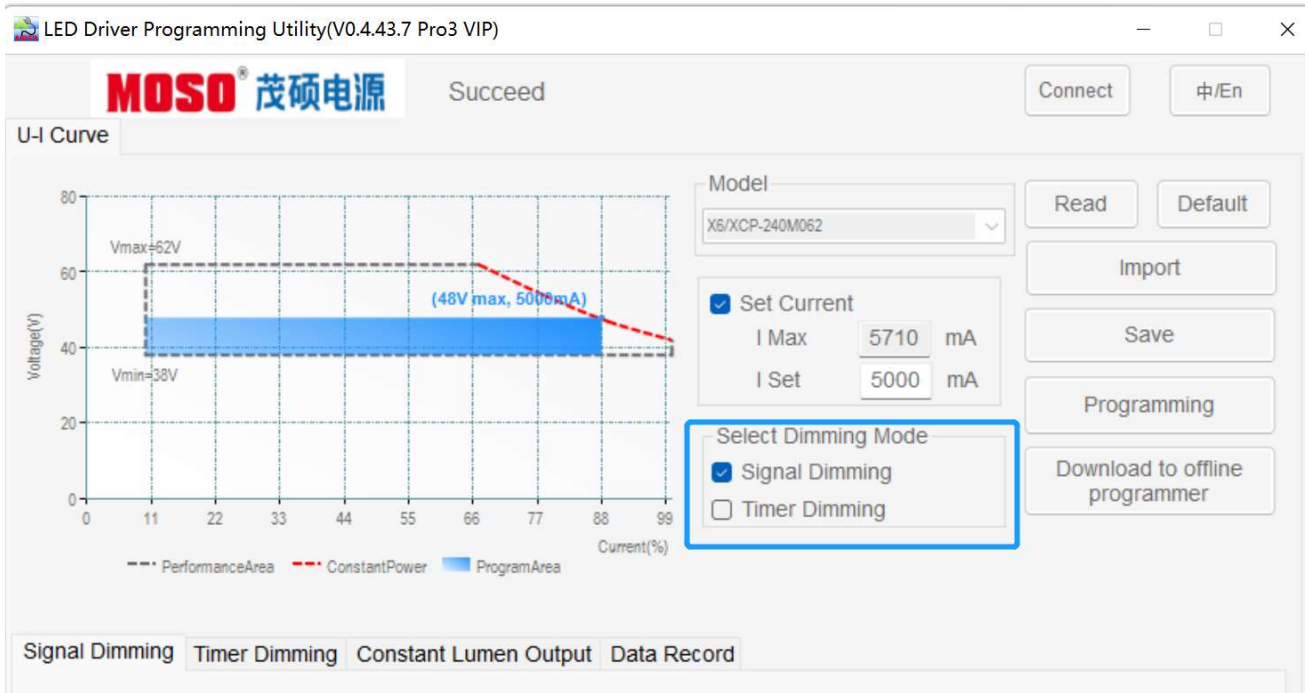 LED Driver Programming Utility(V0.4.43.7 Pro3 VIP)
MOSO® 茂硕电源
Succeed
Connect
中/En
U-I Curve
80
60
40
20
0
Voltage(V)
Vmax=62V
(48V max, 5000mA)
Vmin=38V
0 11 22 33 44 55 66 77 88 99
Current(%)
PerformanceArea ConstantPower ProgramArea
Model
X6/XCP-240M062
Set Current
I Max 5710 mA
I Set 5000 mA
Select Dimming Mode
Signal Dimming
Timer Dimming
Read
Default
Import
Save
Programming
Download to offline
programmer
Signal Dimming Timer Dimming Constant Lumen Output Data Record